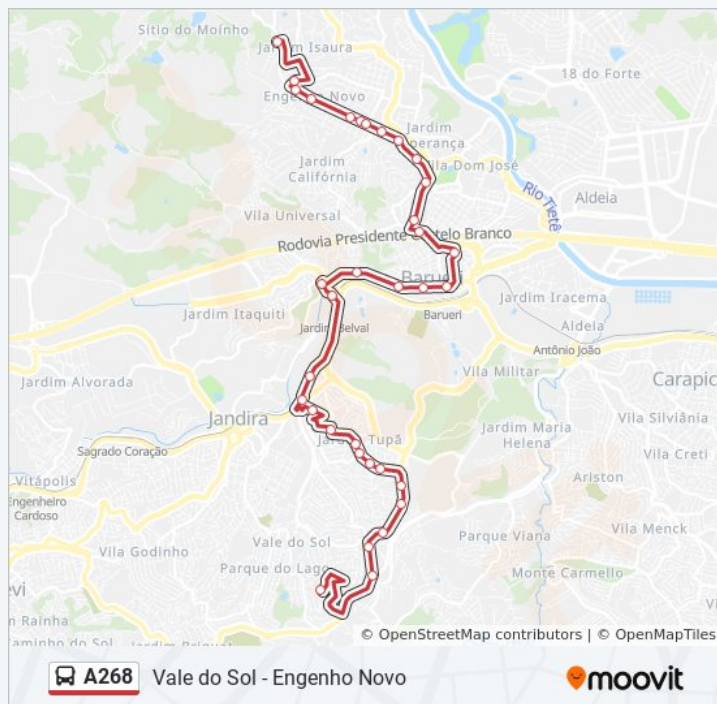 Sitio do Moínho
Jardim Isaura
18 do Forte
Engenho Novo
Jardim
Vila Dom José
Jardim
Califórnia
Aldeia
Rio Tietê
Vila Universal
Rodovia Presidente Castelo Branco
Barueri
Jardim Iracema
Jardim Itaquiti
Jardim Belval
Barueri
Aldeia
Antônio João
Vila Militar
Jardim Alvorada
Carapic
Jandira
Vila Silviânia
Jardim Maria
Helena
Jardim Tupã
Sagrado Coração
Vila Creti
Vitápolis
Ariston
Engenheiro
Cardoso
Vila Menck
Parque Viana
Vila Godinho
Vale do Sol
Parque do Lago
Monte Carmello
evi
m Rainha
Caminho do Sol
© OpenStreetMap contributors | © OpenMapTiles
A268 Vale do Sol - Engenho Novo
moovit